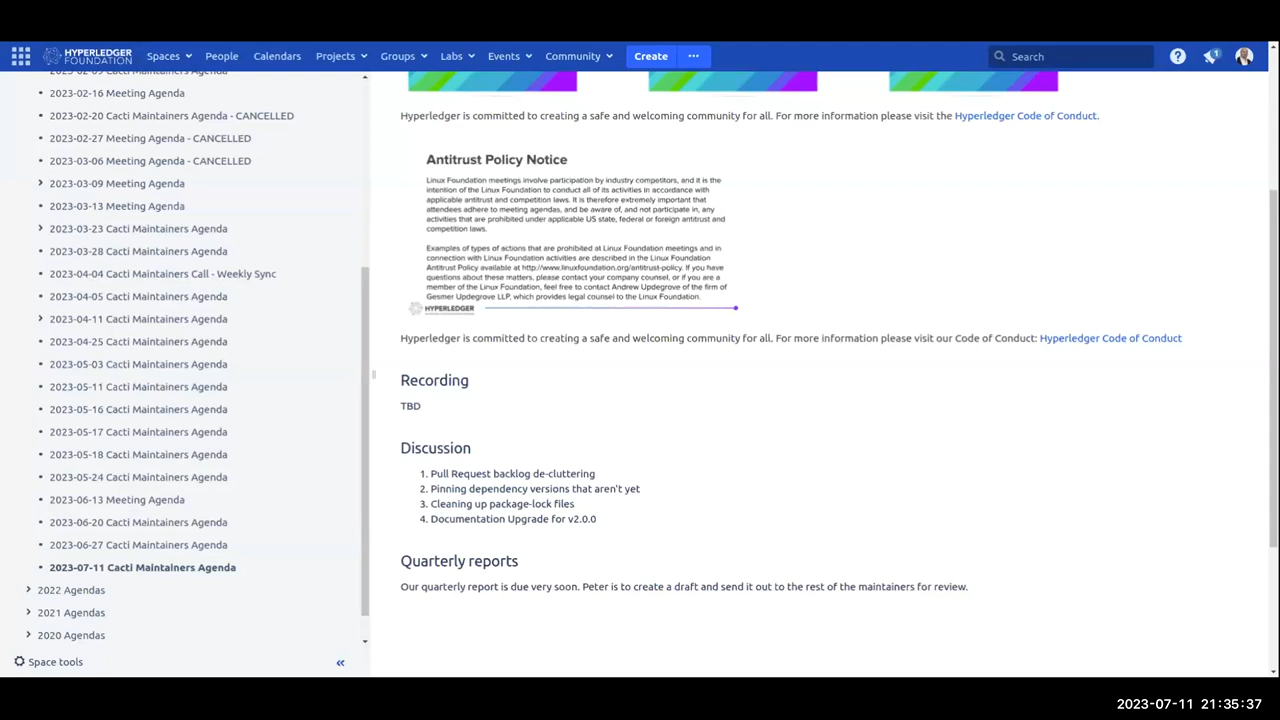 HYPERLEDGER
FOUNDATION
Spaces
People
Calendars
Projects
Groups
Labs
Events
Community
Create
Search
1
2023-02-16 Meeting Agenda
2023-02-20 Cacti Maintainers Agenda - CANCELLED
2023-02-27 Meeting Agenda - CANCELLED
2023-03-06 Meeting Agenda - CANCELLED
2023-03-09 Meeting Agenda
2023-03-13 Meeting Agenda
2023-03-23 Cacti Maintainers Agenda
2023-03-28 Cacti Maintainers Agenda
2023-04-04 Cacti Maintainers Call - Weekly Sync
2023-04-05 Cacti Maintainers Agenda
2023-04-11 Cacti Maintainers Agenda
2023-04-25 Cacti Maintainers Agenda
2023-05-03 Cacti Maintainers Agenda
2023-05-11 Cacti Maintainers Agenda
2023-05-16 Cacti Maintainers Agenda
2023-05-17 Cacti Maintainers Agenda
2023-05-18 Cacti Maintainers Agenda
2023-05-24 Cacti Maintainers Agenda
2023-06-13 Meeting Agenda
2023-06-20 Cacti Maintainers Agenda
2023-06-27 Cacti Maintainers Agenda
2023-07-11 Cacti Maintainers Agenda
2022 Agendas
2021 Agendas
2020 Agendas
Space tools
Hyperledger is committed to creating a safe and welcoming community for all. For more information please visit the Hyperledger Code of Conduct.
Antitrust Policy Notice
Linux Foundation meetings involve participation by industry competitors, and it is the
intention of the Linux Foundation to conduct all of its activities in accordance with
applicable antitrust and competition laws. It is therefore extremely important that
attendees adhere to meeting agendas, and be aware of, and not participate in, any
activities that are prohibited under applicable US state, federal or foreign antitrust and
competition laws.
Examples of types of actions that are prohibited at Linux Foundation meetings and in
connection with Linux Foundation activities are described in the Linux Foundation
Antitrust Policy available at http://www.linuxfoundation.org/antitrust-policy. If you have
questions about these matters, please contact your company counsel, or if you are a
member of the Linux Foundation, feel free to contact Andrew Updegrove of the firm of
Gesmer Updegrove LLP, which provides legal counsel to the Linux Foundation.
HYPERLEDGER
Hyperledger is committed to creating a safe and welcoming community for all. For more information please visit our Code of Conduct: Hyperledger Code of Conduct
Recording
TBD
Discussion
1. Pull Request backlog de-cluttering
2. Pinning dependency versions that aren't yet
3. Cleaning up package-lock files
4. Documentation Upgrade for v2.0.0
Quarterly reports
Our quarterly report is due very soon. Peter is to create a draft and send it out to the rest of the maintainers for review.
2023-07-11 21:35:37